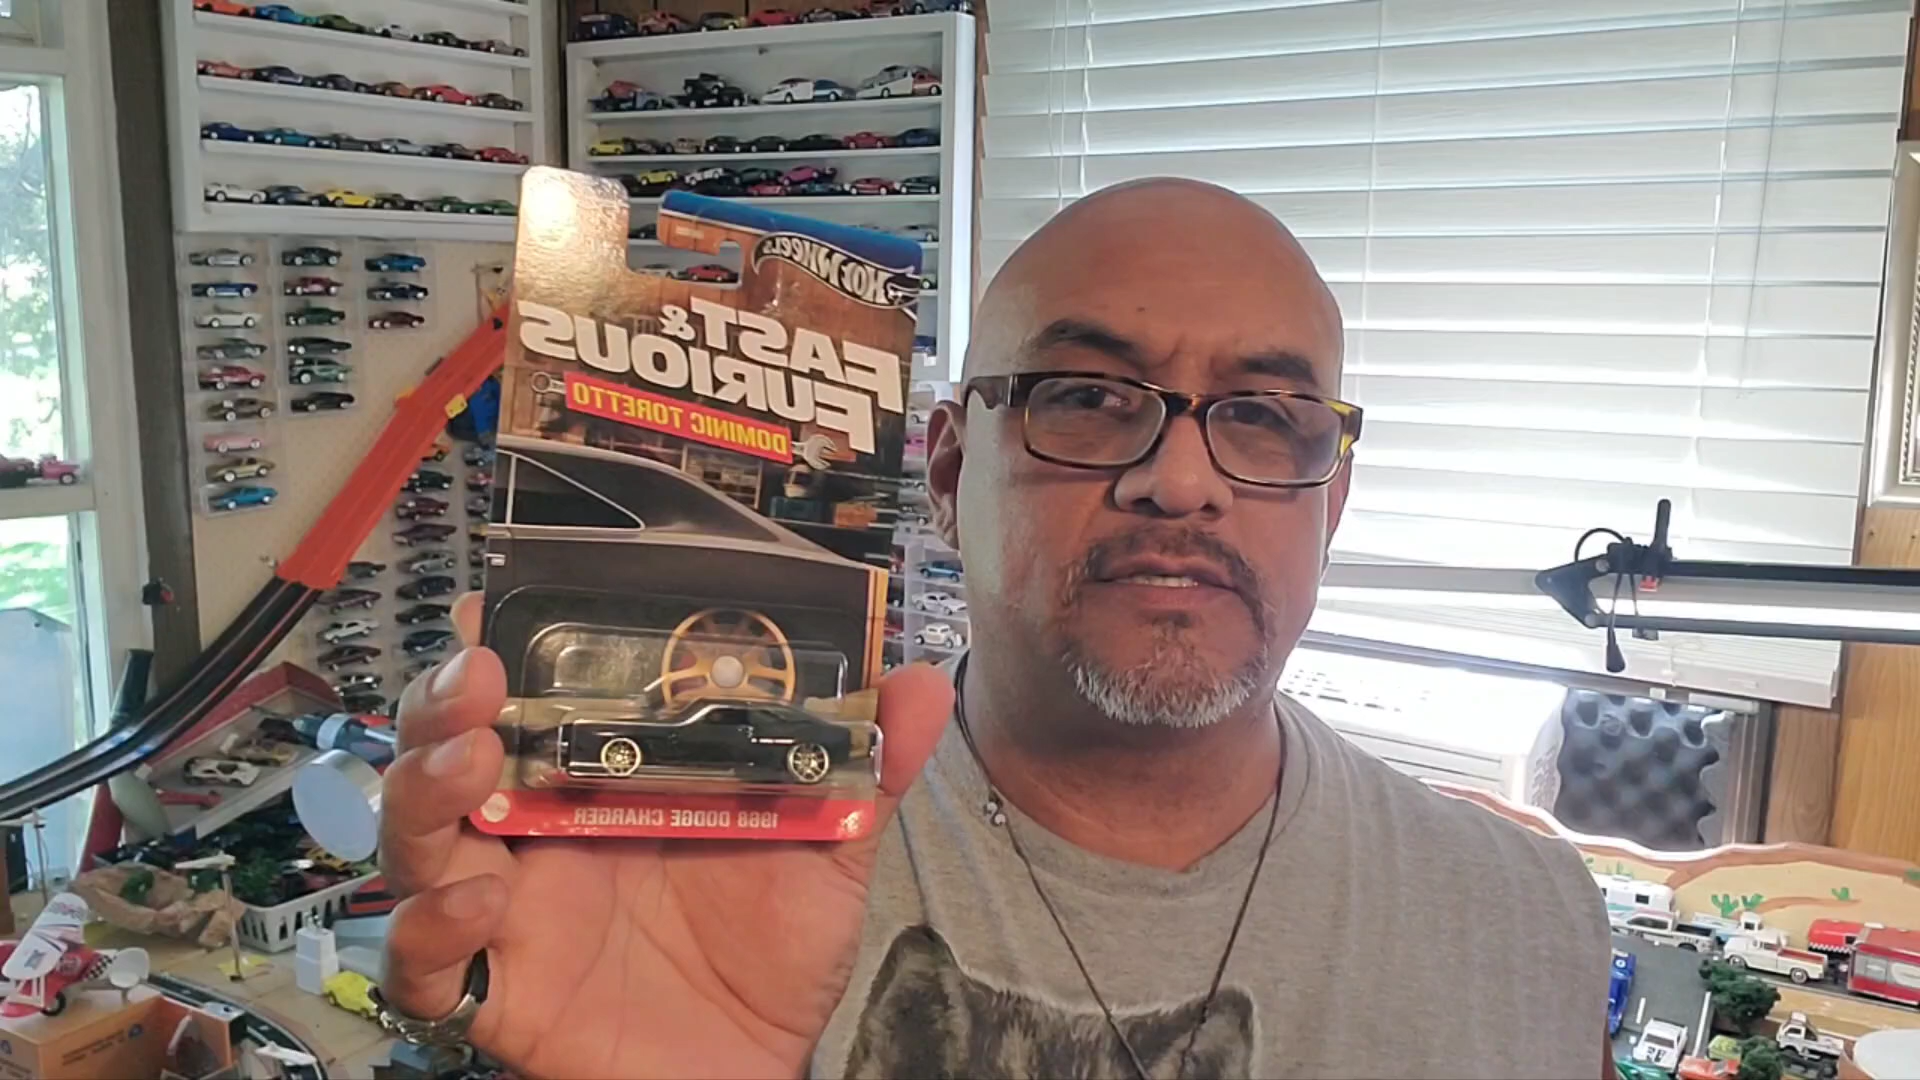 HOT WHEELS
FAST &
FURIOUS
DOMINIC TORETTO
1968 DODGE CHARGER